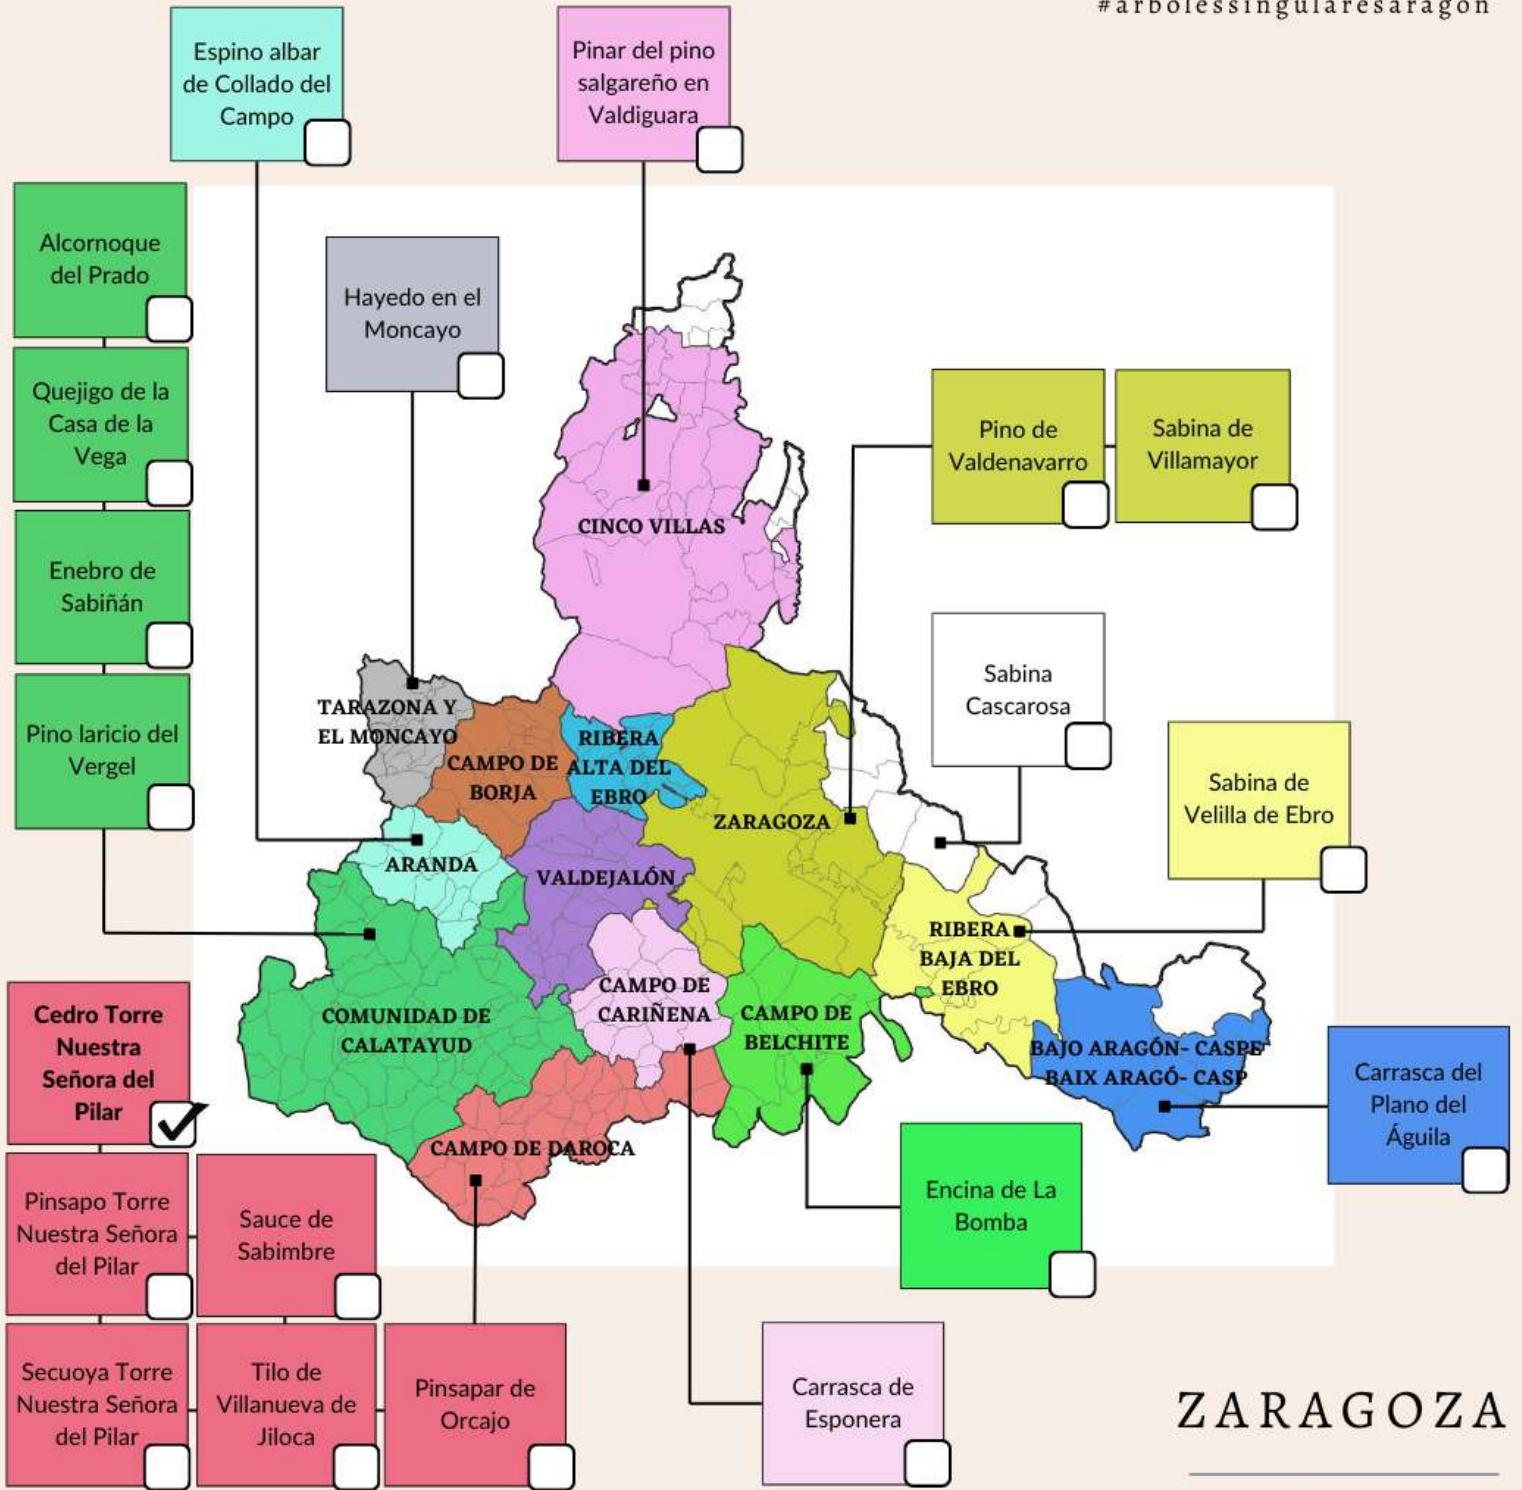 #arbolessingularesaragon
Espino albar
de Collado del
Campo
Pinar del pino
salgareño en
Valdiguara
Alcornoque
del Prado
Hayedo en el
Moncayo
Quejigo de la
Casa de la
Vega
Pino de
Valdenavarro
Sabina de
Villamayor
CINCO VILLAS
Enebro de
Sabiñán
Sabina
Cascarosa
Pino laricio del
Vergel
TARAZONA Y
EL MONCAYO
CAMPO DE
BORJA
RIBERA
ALTA DEL
EBRO
ZARAGOZA
Sabina de
Velilla de Ebro
ARANDA
VALDEJALÓN
RIBERA
BAJA DEL
EBRO
CAMPO DE
CARIÑENA
COMUNIDAD DE
CALATAYUD
CAMPO DE
BELCHITE
BAJO ARAGÓN- CASPE
BAIX ARAGÓ- CASP
Cedro Torre
Nuestra
Señora del
Pilar
Carrasca del
Plano del
Águila
CAMPO DE DAROCA
Pinsapo Torre
Nuestra Señora
del Pilar
Sauce de
Sabimbre
Encina de La
Bomba
Secuoya Torre
Nuestra Señora
del Pilar
Tilo de
Villanueva de
Jiloca
Pinsapar de
Orcajo
Carrasca de
Esponera
ZARAGOZA